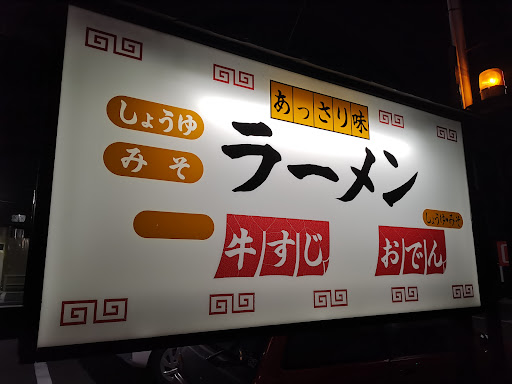 あっさり味
しょうゆ
みそ
ラーメン
しょうゆ・みそ
牛すじ
おでん